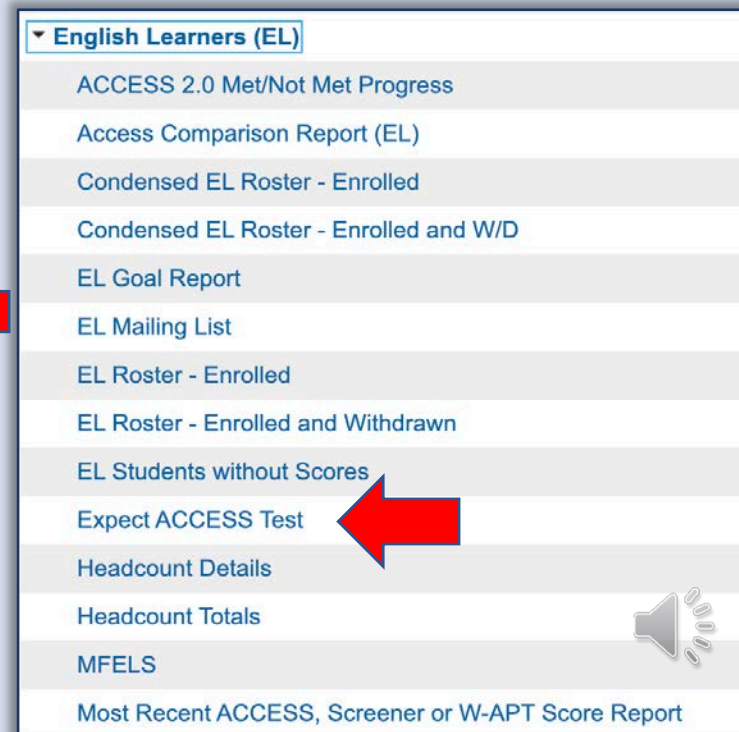 English Learners (EL)
ACCESS 2.0 Met/Not Met Progress
Access Comparison Report (EL)
Condensed EL Roster - Enrolled
Condensed EL Roster - Enrolled and W/D
EL Goal Report
EL Mailing List
EL Roster - Enrolled
EL Roster - Enrolled and Withdrawn
EL Students without Scores
Expect ACCESS Test
Headcount Details
Headcount Totals
MFELS
Most Recent ACCESS, Screener or W-APT Score Report